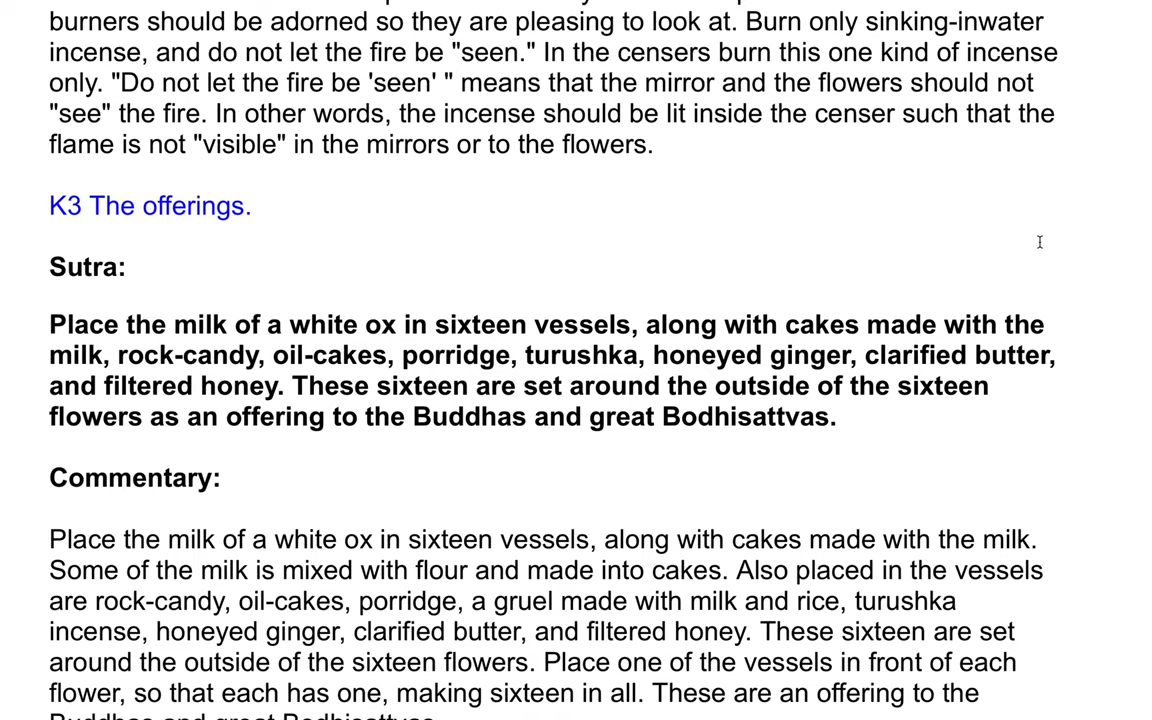 burners should be adorned so they are pleasing to look at. Burn only sinking-inwater
incense, and do not let the fire be "seen." In the censers burn this one kind of incense
only. "Do not let the fire be 'seen' " means that the mirror and the flowers should not
"see" the fire. In other words, the incense should be lit inside the censer such that the
flame is not "visible" in the mirrors or to the flowers.
K3 The offerings.
Sutra:
Place the milk of a white ox in sixteen vessels, along with cakes made with the
milk, rock-candy, oil-cakes, porridge, turushka, honeyed ginger, clarified butter,
and filtered honey. These sixteen are set around the outside of the sixteen
flowers as an offering to the Buddhas and great Bodhisattvas.
Commentary:
Place the milk of a white ox in sixteen vessels, along with cakes made with the milk.
Some of the milk is mixed with flour and made into cakes. Also placed in the vessels
are rock-candy, oil-cakes, porridge, a gruel made with milk and rice, turushka
incense, honeyed ginger, clarified butter, and filtered honey. These sixteen are set
around the outside of the sixteen flowers. Place one of the vessels in front of each
flower, so that each has one, making sixteen in all. These are an offering to the
Buddhas and great Bodhisattvas.